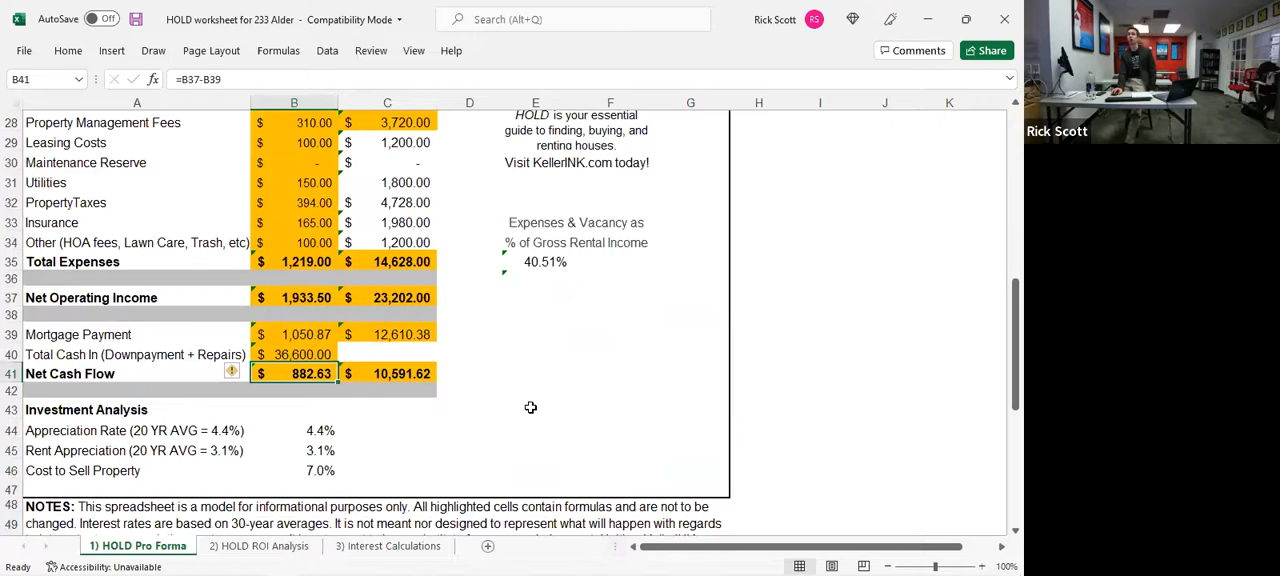 AutoSave Off HOLD worksheet for 233 Alder - Compatibility Mode Search (Alt+Q) Rick Scott RS
File Home Insert Draw Page Layout Formulas Data Review View Help Comments Share
B41 fx =B37-B39
A B C D E F G H I J K
28 Property Management Fees $ 310.00 $ 3,720.00 HOLD is your essential
guide to finding, buying, and
29 Leasing Costs $ 100.00 $ 1,200.00 renting houses.
30 Maintenance Reserve $ - $ - Visit KellerINK.com today!
31 Utilities $ 150.00 $ 1,800.00
32 PropertyTaxes $ 394.00 $ 4,728.00
33 Insurance $ 165.00 $ 1,980.00 Expenses & Vacancy as
34 Other (HOA fees, Lawn Care, Trash, etc) $ 100.00 $ 1,200.00 % of Gross Rental Income
35 Total Expenses $ 1,219.00 $ 14,628.00 40.51%
36
37 Net Operating Income $ 1,933.50 $ 23,202.00
38
39 Mortgage Payment $ 1,050.87 $ 12,610.38
40 Total Cash In (Downpayment + Repairs) $ 36,600.00
41 Net Cash Flow $ 882.63 $ 10,591.62
42
43 Investment Analysis
44 Appreciation Rate (20 YR AVG = 4.4%) 4.4%
45 Rent Appreciation (20 YR AVG = 3.1%) 3.1%
46 Cost to Sell Property 7.0%
47
48 NOTES: This spreadsheet is a model for informational purposes only. All highlighted cells contain formulas and are not to be
49 changed. Interest rates are based on 30-year averages. It is not meant nor designed to represent what will happen with regards
1) HOLD Pro Forma 2) HOLD ROI Analysis 3) Interest Calculations
Ready Accessibility: Unavailable 100%
Rick Scott